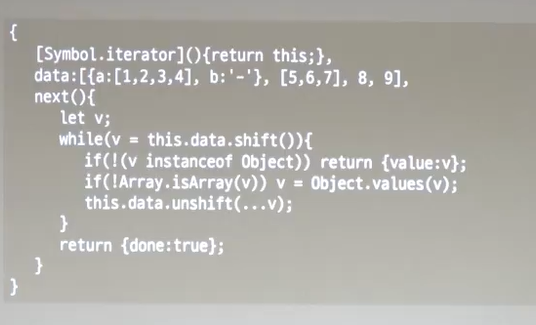 {
[Symbol.iterator](){return this;},
data:[{a:[1,2,3,4], b:'-'}, [5,6,7], 8, 9],
next(){
let v;
while(v = this.data.shift()){
if(!(v instanceof Object)) return {value:v};
if(!Array.isArray(v)) v = Object.values(v);
this.data.unshift(...v);
}
return {done:true};
}
}